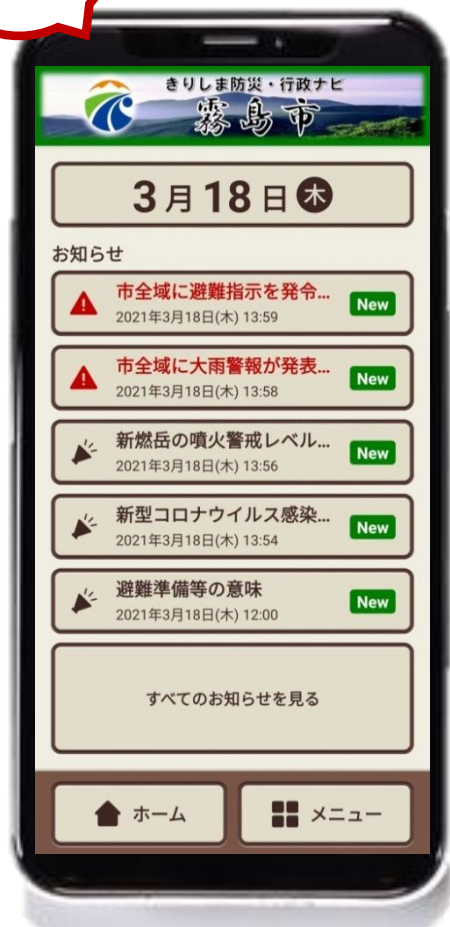 きりしま防災・行政ナビ
霧島市
3月18日 木
お知らせ
市全域に避難指示を発令...
2021年3月18日(木) 13:59
New
市全域に大雨警報が発表...
2021年3月18日(木) 13:58
New
新燃岳の噴火警戒レベル...
2021年3月18日(木) 13:56
New
新型コロナウイルス感染...
2021年3月18日(木) 13:54
New
避難準備等の意味
2021年3月18日(木) 12:00
New
すべてのお知らせを見る
ホーム
メニュー